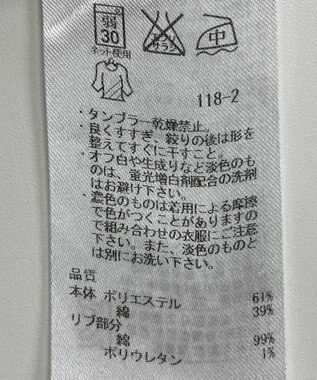 弱
30
ネット使用
エンソ
サラシ
中
118-2
・タンブラー乾燥禁止。
・良くすすぎ、絞りの後は形を
整えてすぐに干すこと。
・オフ白や生成りなど淡色のも
のは、蛍光増白剤配合の洗剤
はお避け下さい。
・濃色のものは着用による摩擦
で色がつくことがありますの
で組み合わせの衣服にご注意
下さい。また、淡色のものと
は別にお洗い下さい。
品質
本体 ポリエステル 61%
綿 39%
リブ部分
綿 99%
ポリウレタン 1%